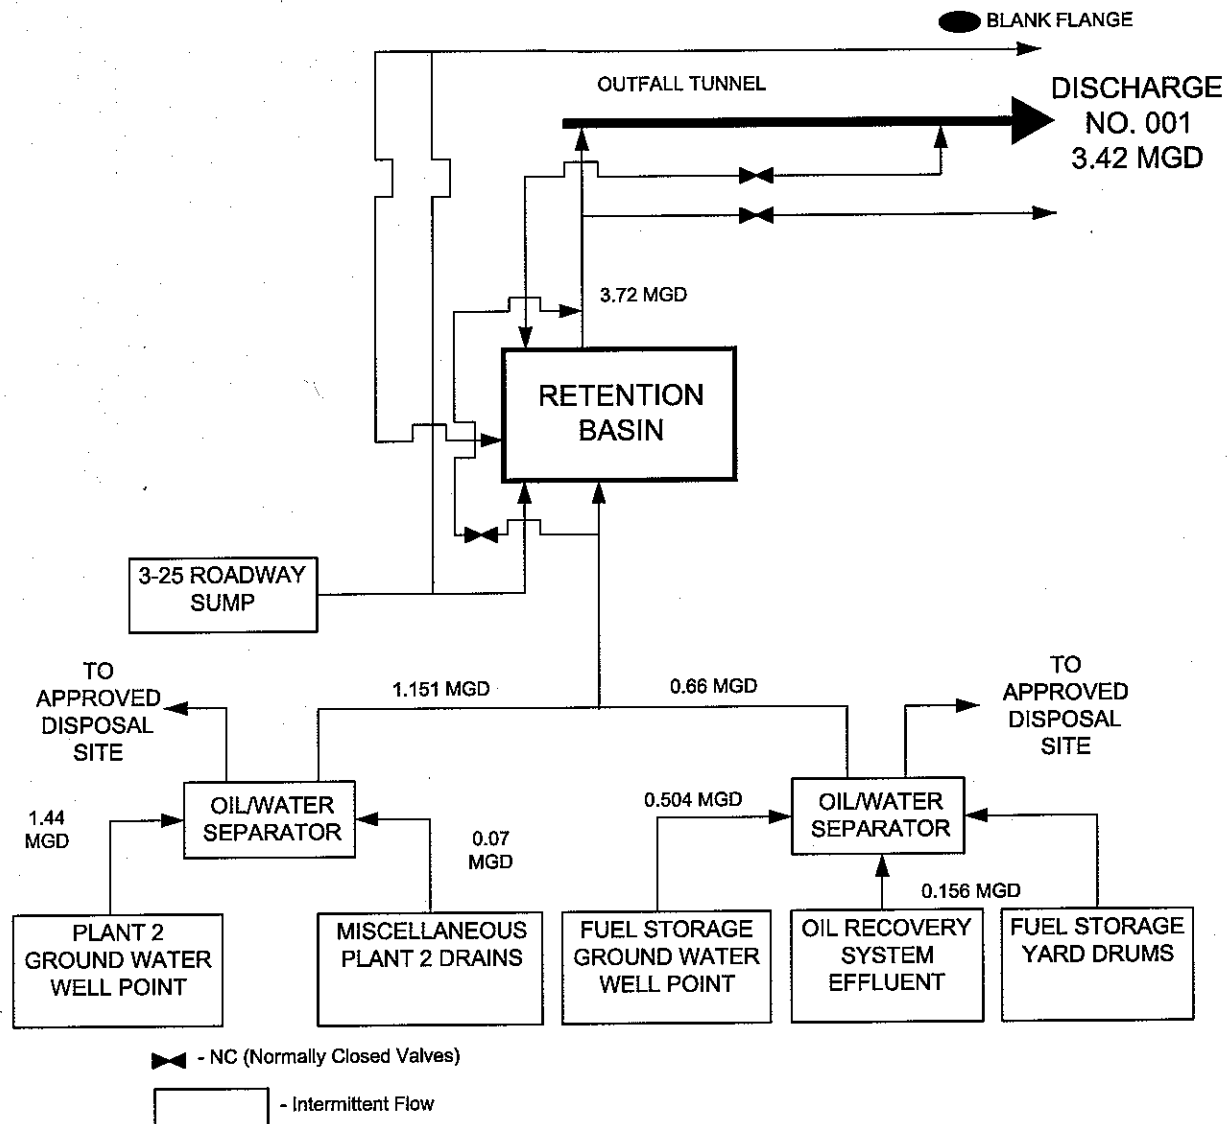 BLANK FLANGE
OUTFALL TUNNEL
DISCHARGE
NO. 001
3.42 MGD
3.72 MGD
RETENTION
BASIN
3-25 ROADWAY
SUMP
TO
APPROVED
DISPOSAL
SITE
1.151 MGD
0.66 MGD
TO
APPROVED
DISPOSAL
SITE
1.44
MGD
OIL/WATER
SEPARATOR
0.07
MGD
0.504 MGD
OIL/WATER
SEPARATOR
0.156 MGD
PLANT 2
GROUND WATER
WELL POINT
MISCELLANEOUS
PLANT 2 DRAINS
FUEL STORAGE
GROUND WATER
WELL POINT
OIL RECOVERY
SYSTEM
EFFLUENT
FUEL STORAGE
YARD DRUMS
- NC (Normally Closed Valves)
- Intermittent Flow